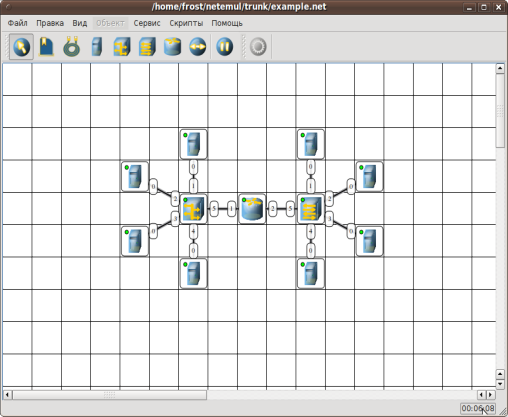 /home/frost/netemul/trunk/example.net
Файл Правка Вид Объект Сервис Скрипты Помощь
0 0
0 1 1 0
2 2
5 1 2 5
3 3
0 4 4 0
0 0
00:06:08